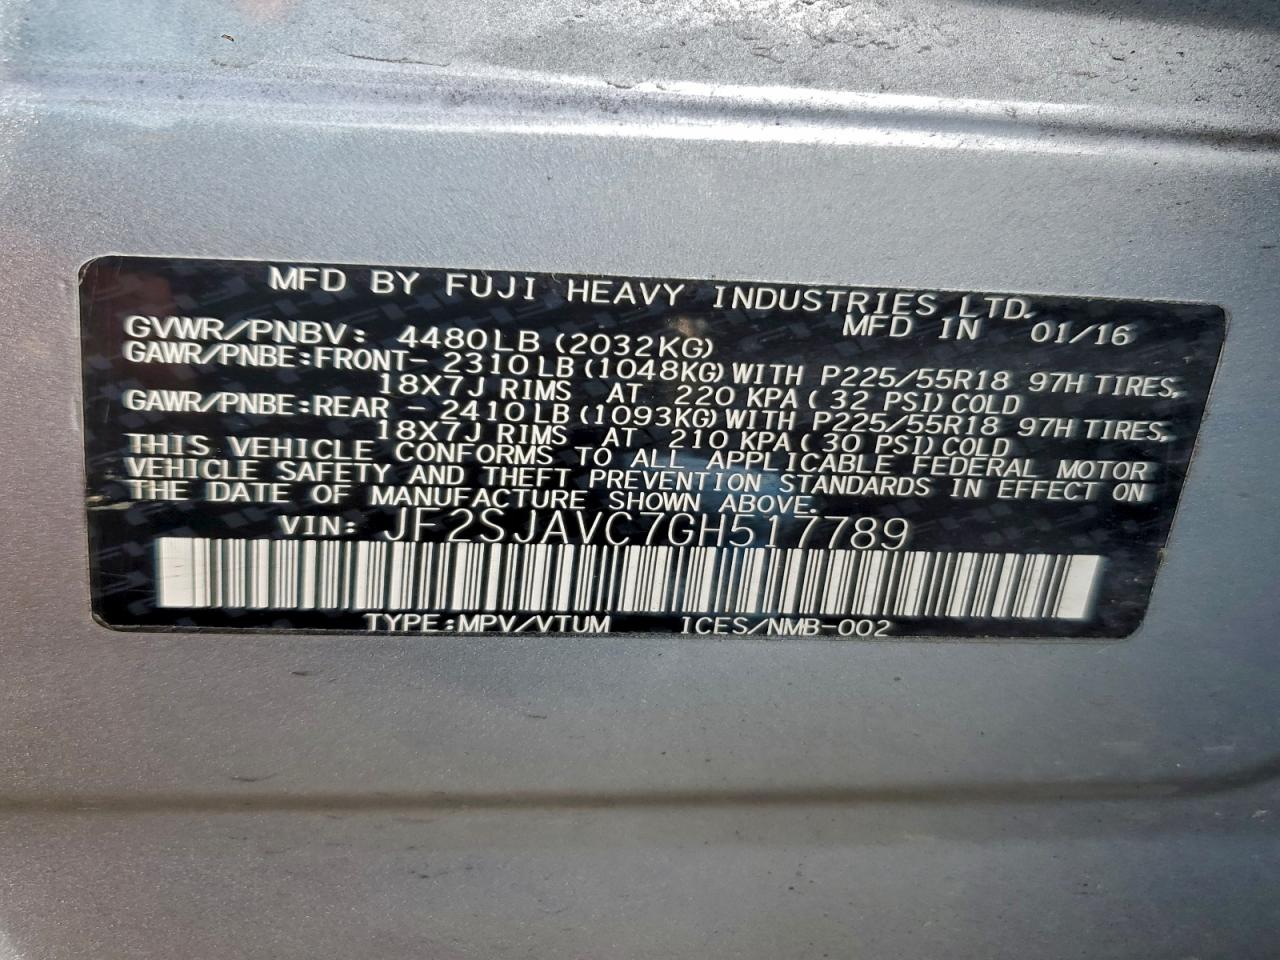 MFD BY FUJI HEAVY INDUSTRIES LTD.
MFD IN 01/16
GVWR/PNBV: 4480LB (2032KG)
GAWR/PNBE:FRONT- 2310LB (1048KG) WITH P225/55R18 97H TIRES,
18X7J RIMS AT 220 KPA ( 32 PSI) COLD
GAWR/PNBE:REAR - 2410LB (1093KG) WITH P225/55R18 97H TIRES,
18X7J RIMS AT 210 KPA ( 30 PSI) COLD
THIS VEHICLE CONFORMS TO ALL APPLICABLE FEDERAL MOTOR
VEHICLE SAFETY AND THEFT PREVENTION STANDARDS IN EFFECT ON
THE DATE OF MANUFACTURE SHOWN ABOVE.
VIN: JF2SJAVC7GH517789
TYPE:MPV/VTUM ICES/NMB-002